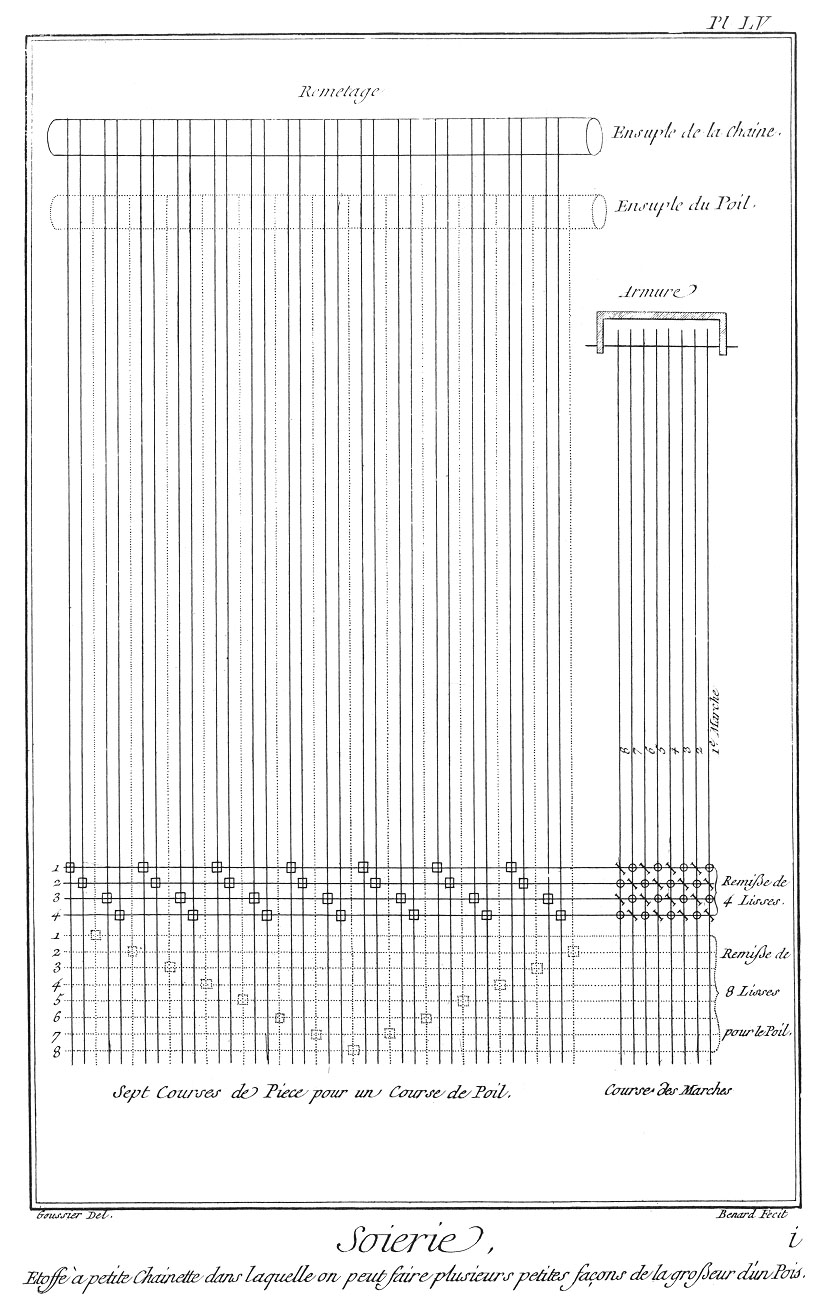 Pl. LV.
Remetage
Ensuple de la Chaine.
Ensuple du Poil.
Armure
8 7 6 5 4 3 2 1e Marche
1
2
3
4
Remisse de
4 Lisses.
1
2
3
4
5
6
7
8
Remisse de
8 Lisses
pour le Poil.
Sept Courses de Piece pour un Course de Poil.
Course des Marches
Goussier Del.
Benard Fecit
Soierie,
i
Etoffe à petite Chainette dans laquelle on peut faire plusieurs petites façons de la grosseur d'un Pois.